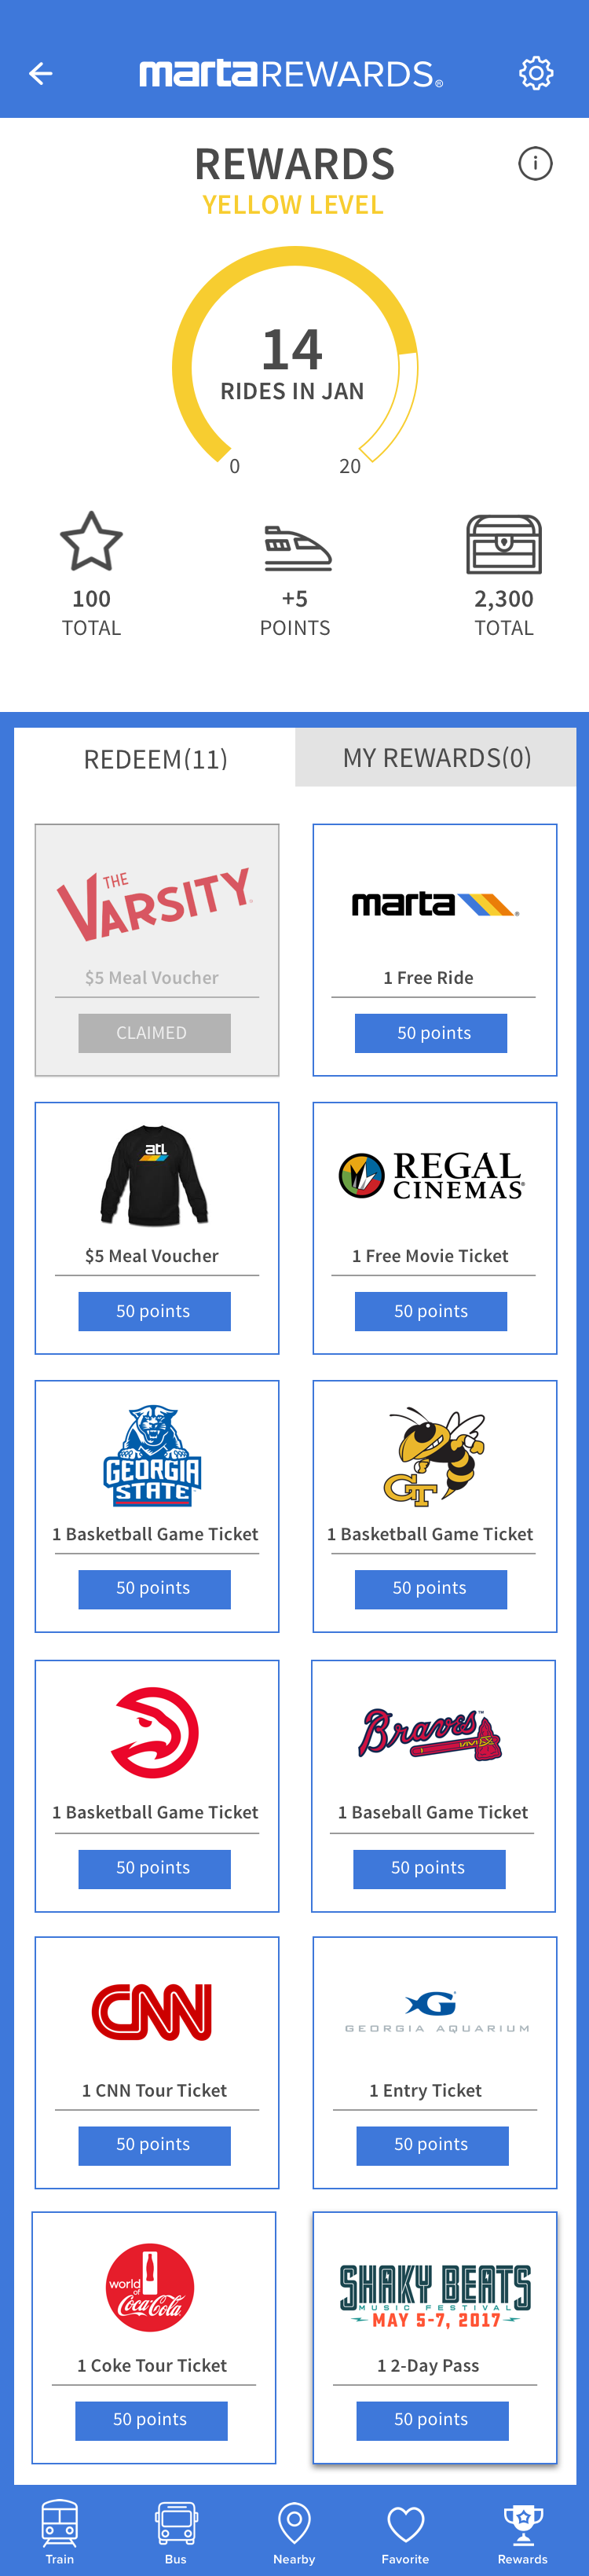 martaREWARDS®
REWARDS
i
YELLOW LEVEL
14
RIDES IN JAN
0 20
100 +5 2,300
TOTAL POINTS TOTAL
REDEEM(11) MY REWARDS(0)
THE
VARSITY
$5 Meal Voucher
CLAIMED
marta®
1 Free Ride
50 points
atl
$5 Meal Voucher
50 points
REGAL
CINEMAS®
1 Free Movie Ticket
50 points
GEORGIA
STATE
1 Basketball Game Ticket
50 points
GT
1 Basketball Game Ticket
50 points
1 Basketball Game Ticket
50 points
Braves™
1 Baseball Game Ticket
50 points
CNN
1 CNN Tour Ticket
50 points
G
GEORGIA AQUARIUM
1 Entry Ticket
50 points
world
of
Coca-Cola
1 Coke Tour Ticket
50 points
SHAKY BEATS
MUSIC FESTIVAL
MAY 5-7, 2017
1 2-Day Pass
50 points
Train Bus Nearby Favorite Rewards